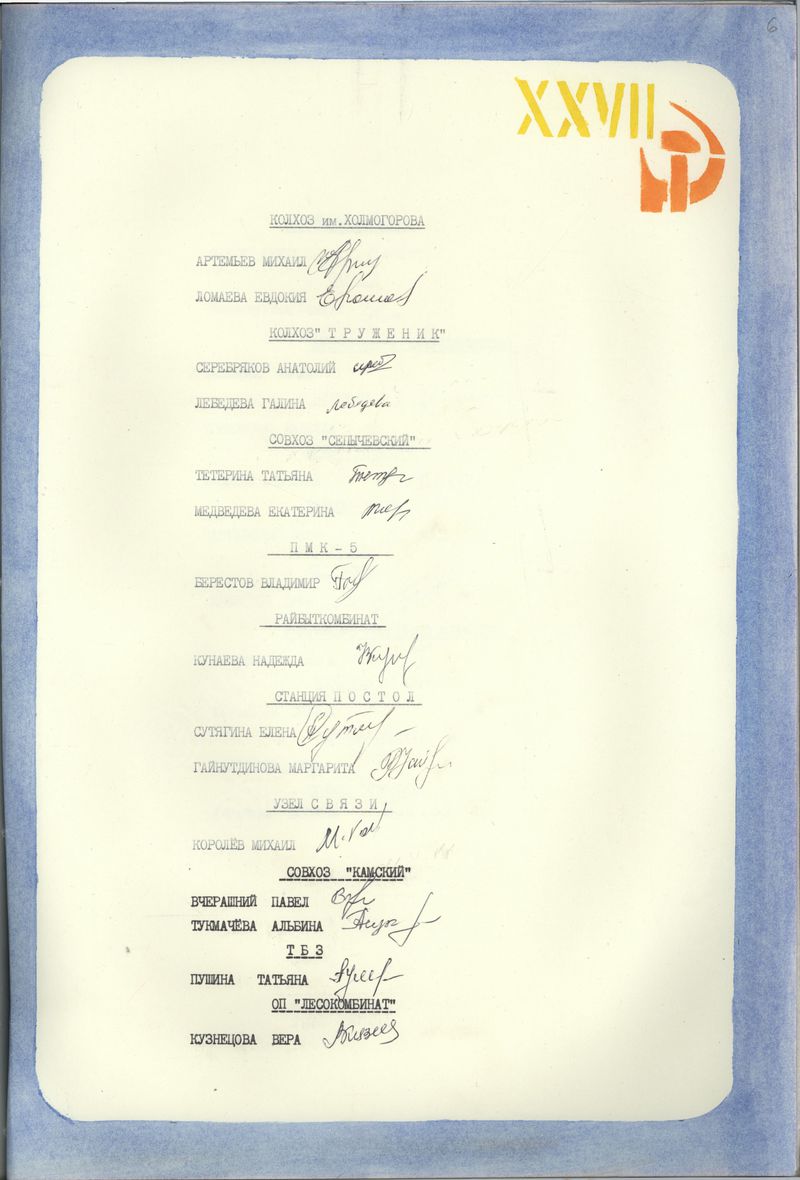 6
XXVII
КОЛХОЗ им.ХОЛМОГОРОВА
АРТЕМЬЕВ МИХАИЛ
ЛОМАЕВА ЕВДОКИЯ
КОЛХОЗ"Т Р У Ж Е Н И К"
СЕРЕБРЯКОВ АНАТОЛИЙ
ЛЕБЕДЕВА ГАЛИНА Лебедева
СОВХОЗ "СЕПЫЧЕВСКИЙ"
ТЕТЕРИНА ТАТЬЯНА
МЕДВЕДЕВА ЕКАТЕРИНА
П М К - 5
БЕРЕСТОВ ВЛАДИМИР
РАЙБЫТКОМБИНАТ
КУНАЕВА НАДЕЖДА
СТАНЦИЯ П О С Т О Л
СУТЯГИНА ЕЛЕНА
ГАЙНУТДИНОВА МАРГАРИТА
УЗЕЛ С В Я З И
КОРОЛЁВ МИХАИЛ
СОВХОЗ "КАМСКИЙ"
ВЧЕРАШНИЙ ПАВЕЛ
ТУКМАЧЁВА АЛЬБИНА
Т Б З
ПУШИНА ТАТЬЯНА
ОП "ЛЕСОКОМБИНАТ"
КУЗНЕЦОВА ВЕРА